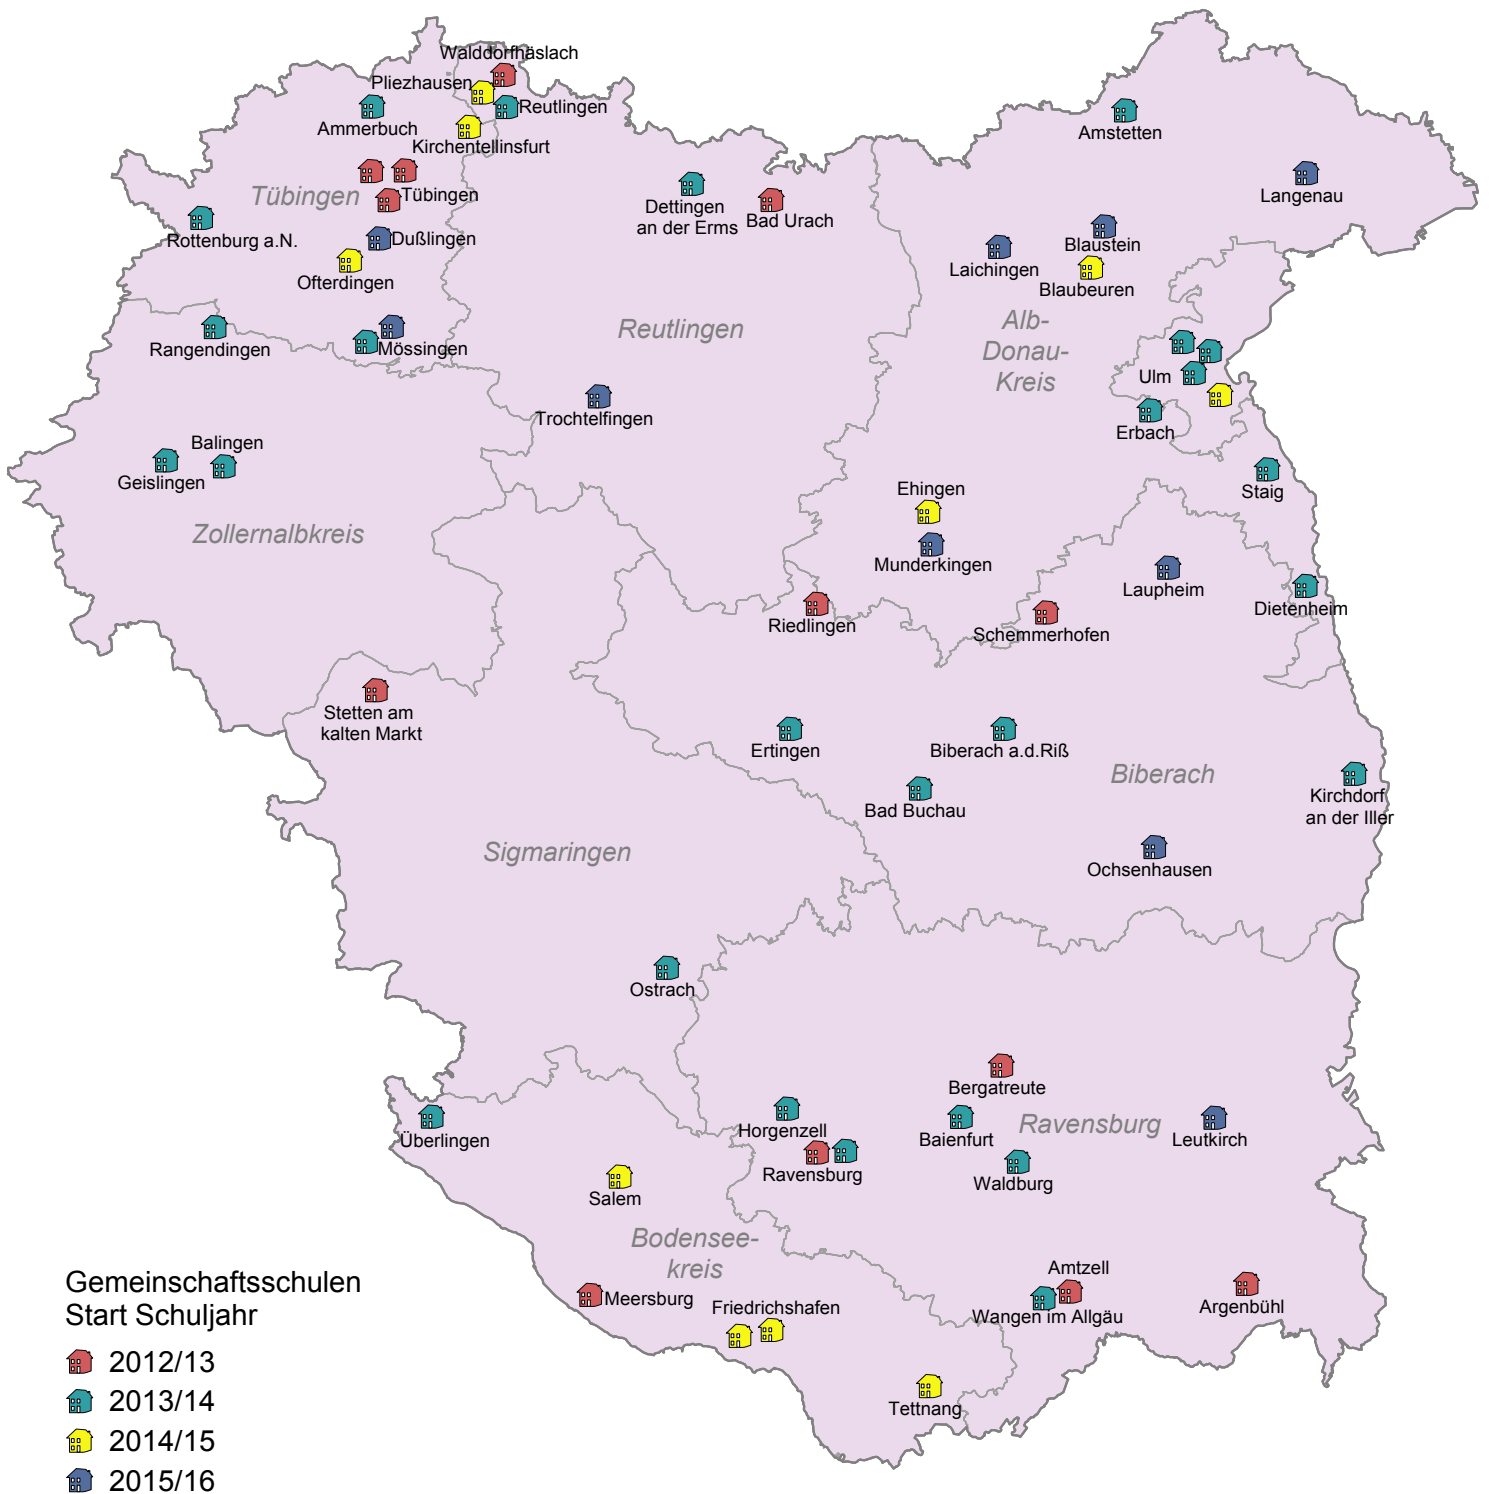 Walddorfhäslach
Pliezhausen
Reutlingen
Ammerbuch
Kirchentellinsfurt
Amstetten
Tübingen
Tübingen
Dettingen
an der Erms
Bad Urach
Langenau
Rottenburg a.N.
Dußlingen
Blaustein
Laichingen
Ofterdingen
Blaubeuren
Reutlingen
Alb-
Donau-
Kreis
Rangendingen
Mössingen
Ulm
Trochtelfingen
Erbach
Balingen
Geislingen
Staig
Ehingen
Zollernalbkreis
Munderkingen
Laupheim
Dietenheim
Riedlingen
Schemmerhofen
Stetten am
kalten Markt
Ertingen
Biberach a.d.Riß
Biberach
Bad Buchau
Kirchdorf
an der Iller
Sigmaringen
Ochsenhausen
Ostrach
Bergatreute
Horgenzell
Ravensburg
Überlingen
Baienfurt
Leutkirch
Ravensburg
Waldburg
Salem
Bodensee-
kreis
Amtzell
Meersburg
Friedrichshafen
Wangen im Allgäu
Argenbühl
Tettnang
Gemeinschaftsschulen
Start Schuljahr
2012/13
2013/14
2014/15
2015/16